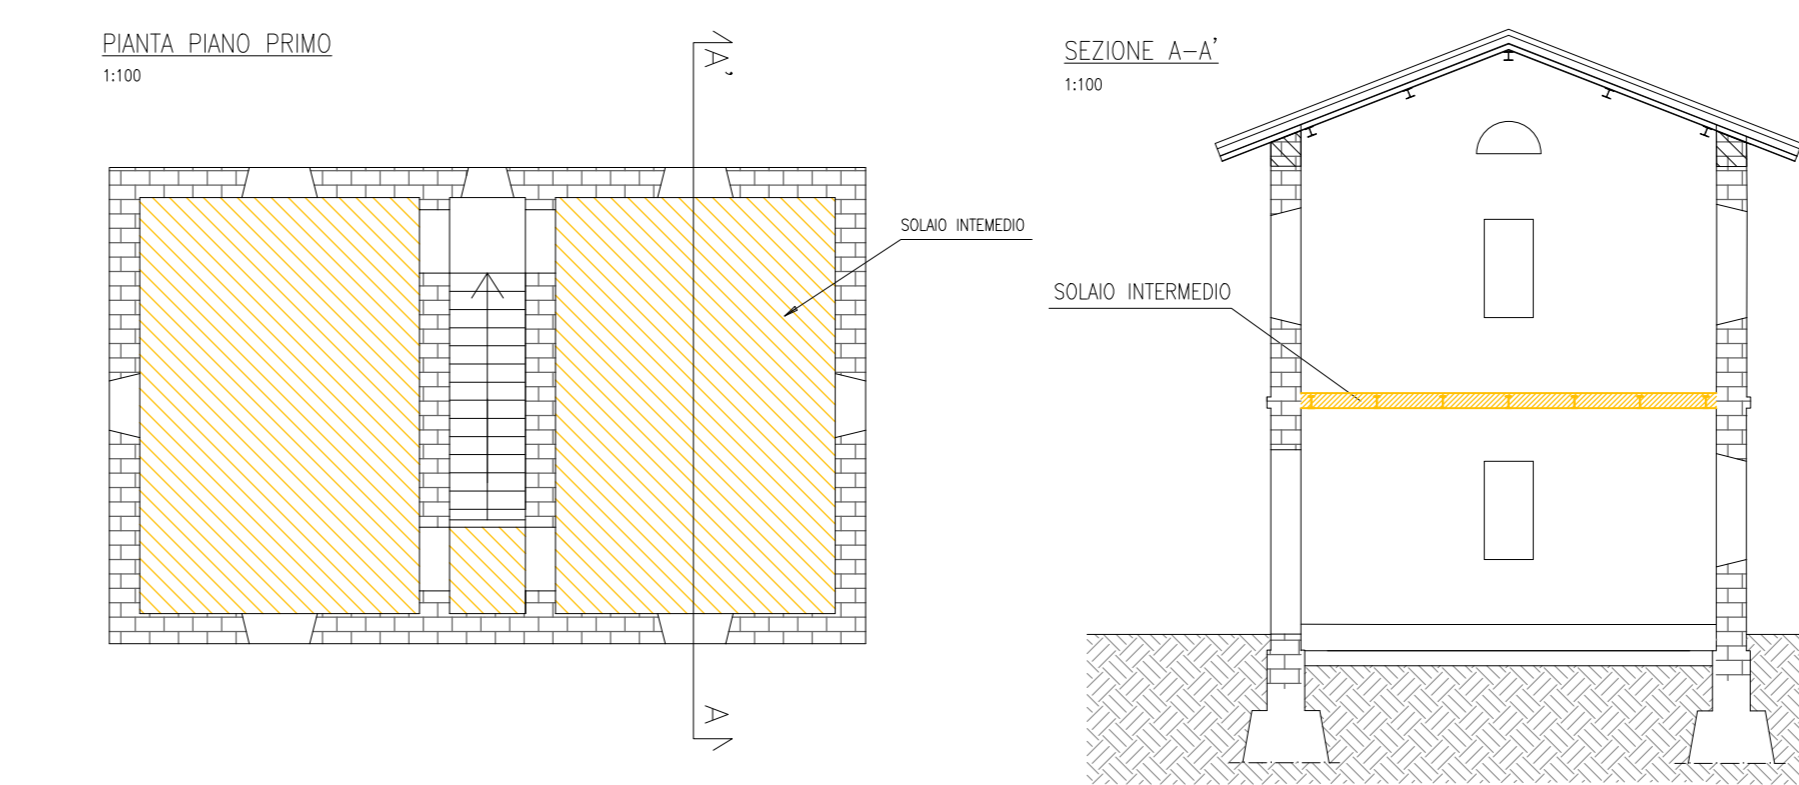 PIANTA PIANO PRIMO
1:100
A'
SOLAIO INTEMEDIO
A
SEZIONE A-A'
1:100
SOLAIO INTERMEDIO